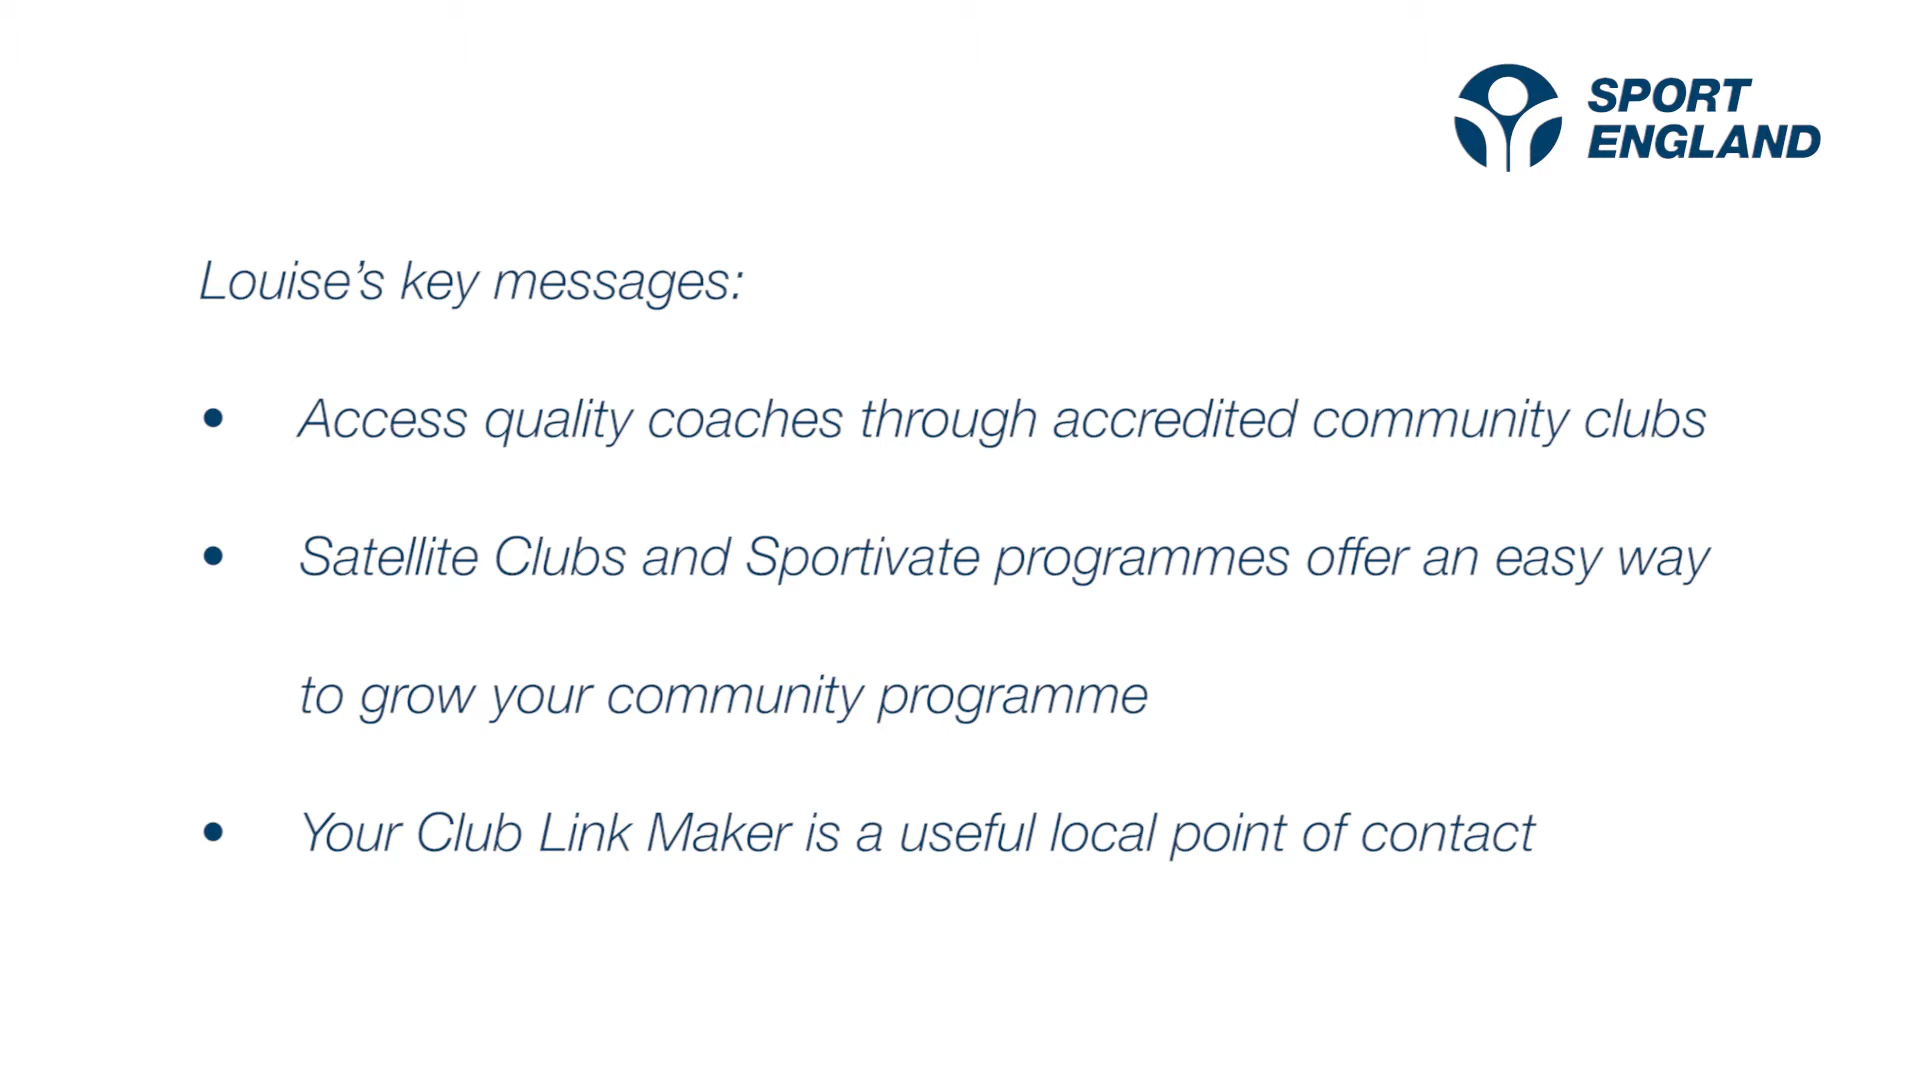 SPORT
ENGLAND
Louise’s key messages:
• Access quality coaches through accredited community clubs
• Satellite Clubs and Sportivate programmes offer an easy way
to grow your community programme
• Your Club Link Maker is a useful local point of contact